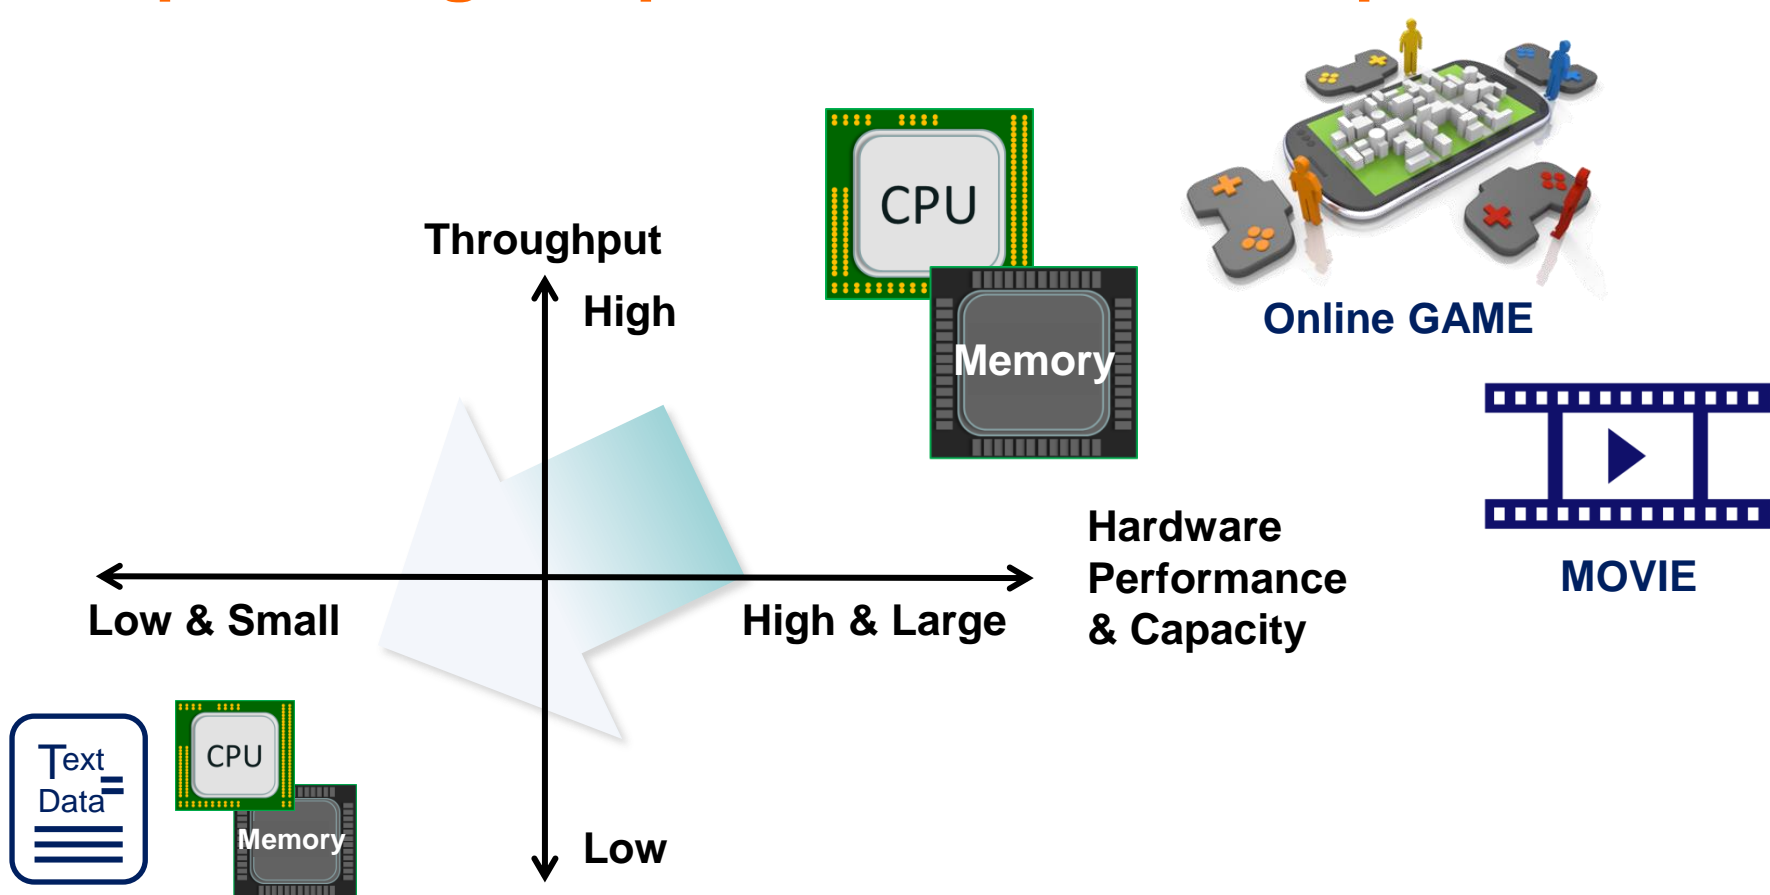 CPU
Throughput
High
Online GAME
Memory
Hardware
Performance
& Capacity
MOVIE
Low & Small
High & Large
Text
Data
CPU
Memory
Low